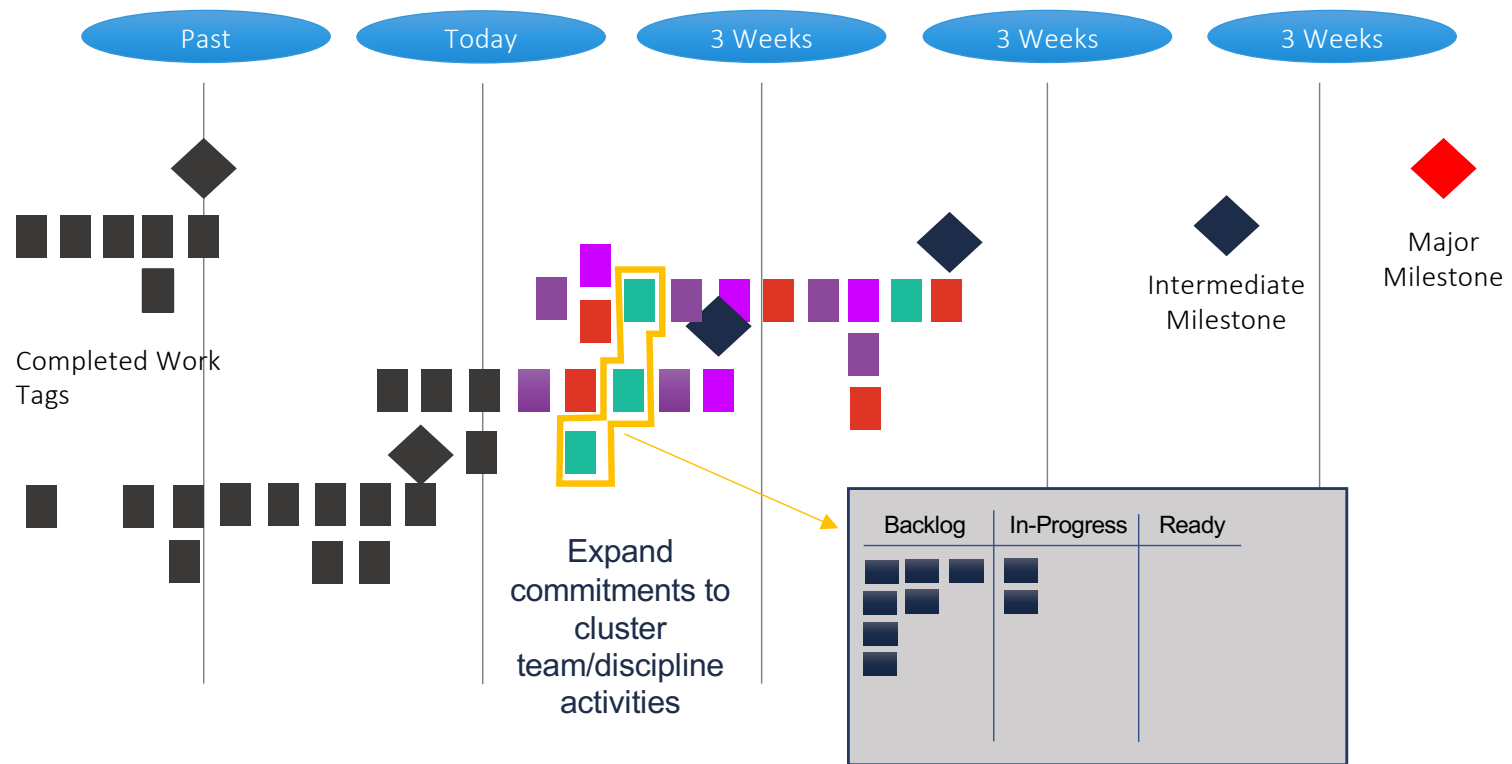 Past
Today
3 Weeks
3 Weeks
3 Weeks
Major
Milestone
Intermediate
Milestone
Completed Work
Tags
Expand
commitments to
cluster
team/discipline
activities
Backlog
In-Progress
Ready